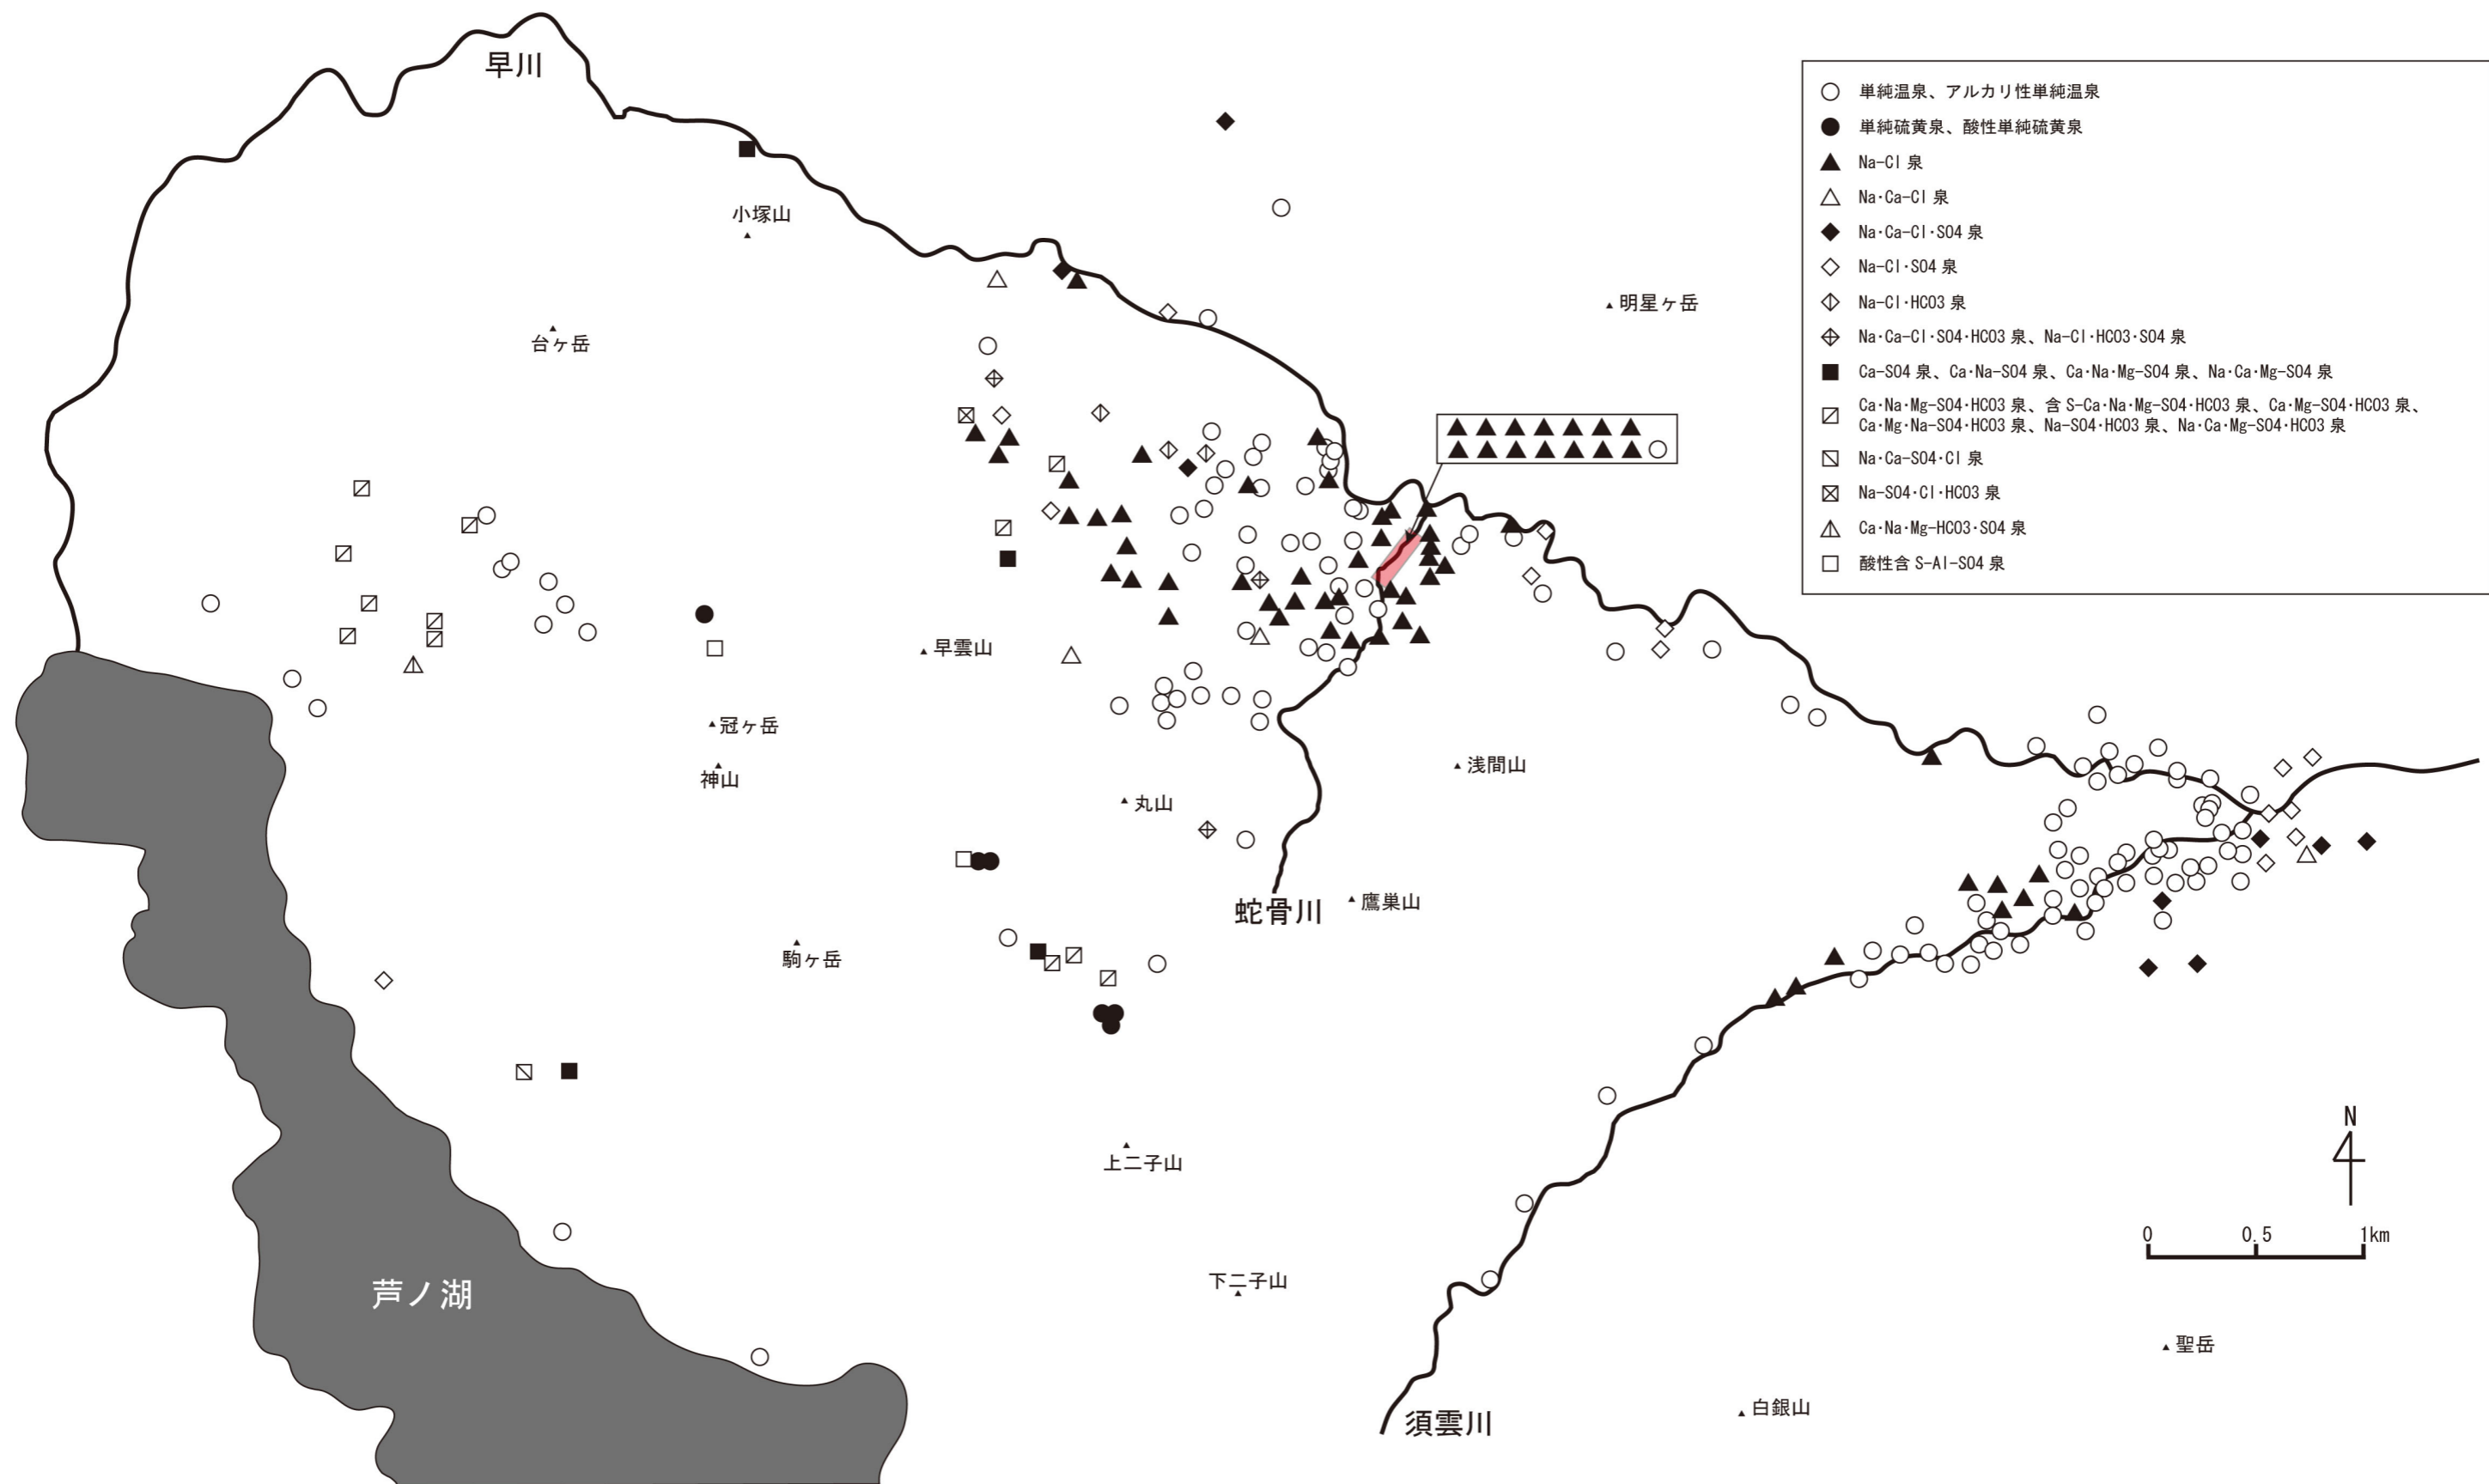 早川
単純温泉、アルカリ性単純温泉
単純硫黄泉、酸性単純硫黄泉
Na-Cl 泉
Na·Ca-Cl 泉
Na·Ca-Cl·SO4 泉
Na-Cl·SO4 泉
Na-Cl·HCO3 泉
Na·Ca-Cl·SO4·HCO3 泉、Na-Cl·HCO3·SO4 泉
Ca-SO4 泉、Ca·Na-SO4 泉、Ca·Na·Mg-SO4 泉、Na·Ca·Mg-SO4 泉
Ca·Na·Mg-SO4·HCO3 泉、含 S-Ca·Na·Mg-SO4·HCO3 泉、Ca·Mg-SO4·HCO3 泉、
Ca·Mg·Na-SO4·HCO3 泉、Na-SO4·HCO3 泉、Na·Ca·Mg-SO4·HCO3 泉
Na·Ca-SO4·Cl 泉
Na-SO4·Cl·HCO3 泉
Ca·Na·Mg-HCO3·SO4 泉
酸性含 S-Al-SO4 泉
小塚山
明星ヶ岳
台ヶ岳
早雲山
冠ヶ岳
浅間山
神山
丸山
鷹巣山
蛇骨川
駒ヶ岳
N
上二子山
0 0.5 1km
下二子山
芦ノ湖
聖岳
白銀山
須雲川